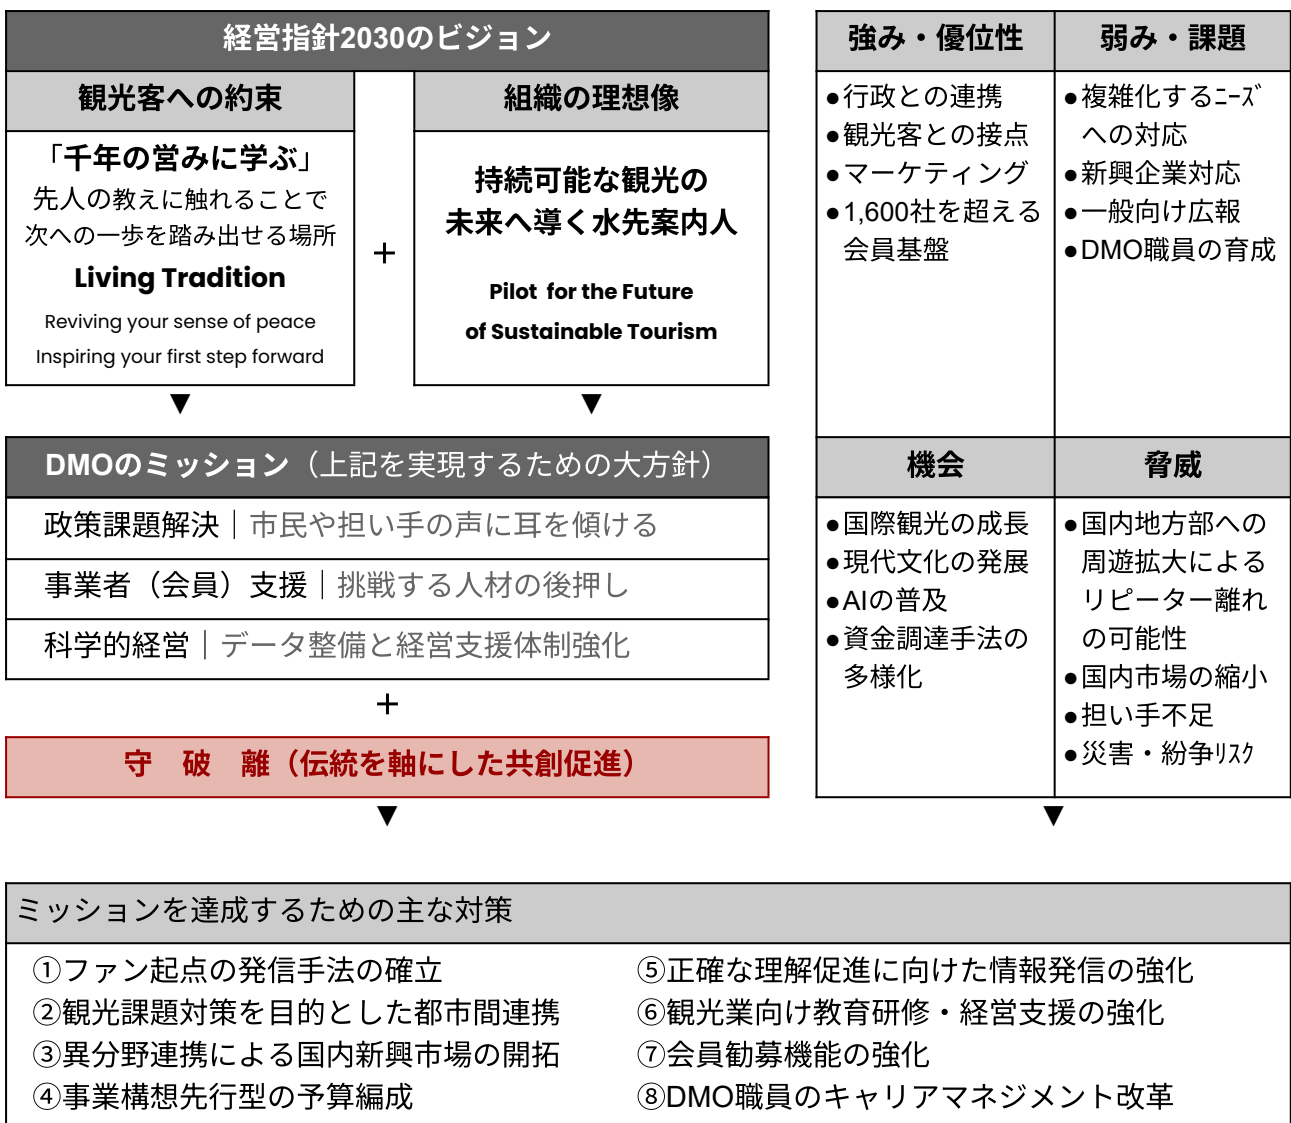 経営指針2030のビジョン
観光客への約束
「千年の営みに学ぶ」
先人の教えに触れることで
次への一歩を踏み出せる場所
Living Tradition
Reviving your sense of peace
Inspiring your first step forward
＋
組織の理想像
持続可能な観光の
未来へ導く水先案内人
Pilot for the Future
of Sustainable Tourism
▼
▼
DMOのミッション（上記を実現するための大方針）
政策課題解決｜市民や担い手の声に耳を傾ける
事業者（会員）支援｜挑戦する人材の後押し
科学的経営｜データ整備と経営支援体制強化
＋
守　破　離（伝統を軸にした共創促進）
▼
強み・優位性
●行政との連携
●観光客との接点
●マーケティング
●1,600社を超える
会員基盤
弱み・課題
●複雑化するﾆｰｽﾞ
への対応
●新興企業対応
●一般向け広報
●DMO職員の育成
機会
●国際観光の成長
●現代文化の発展
●AIの普及
●資金調達手法の
多様化
脅威
●国内地方部への
周遊拡大による
リピーター離れ
の可能性
●国内市場の縮小
●担い手不足
●災害・紛争ﾘｽｸ
▼
ミッションを達成するための主な対策
①ファン起点の発信手法の確立
②観光課題対策を目的とした都市間連携
③異分野連携による国内新興市場の開拓
④事業構想先行型の予算編成
⑤正確な理解促進に向けた情報発信の強化
⑥観光業向け教育研修・経営支援の強化
⑦会員勧募機能の強化
⑧DMO職員のキャリアマネジメント改革